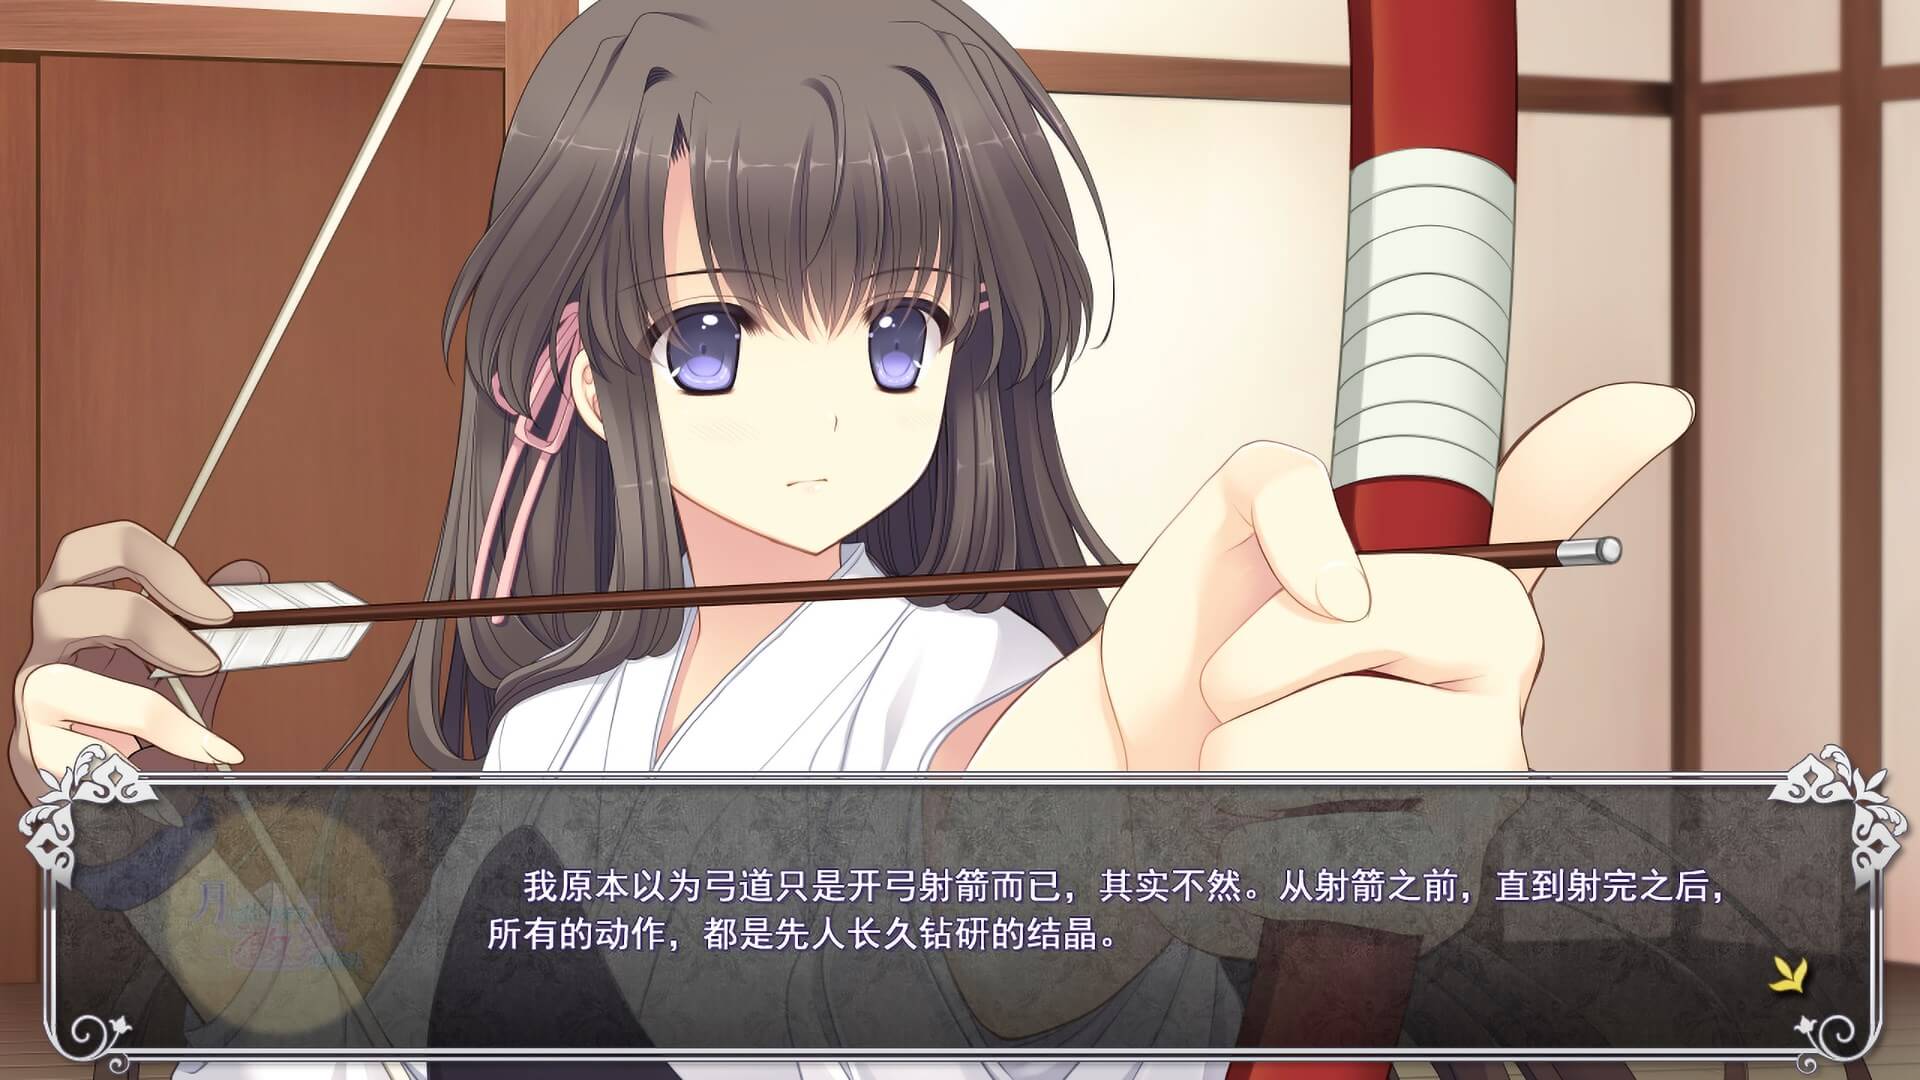 我原本以为弓道只是开弓射箭而已，其实不然。从射箭之前，直到射完之后，
所有的动作，都是先人长久钻研的结晶。